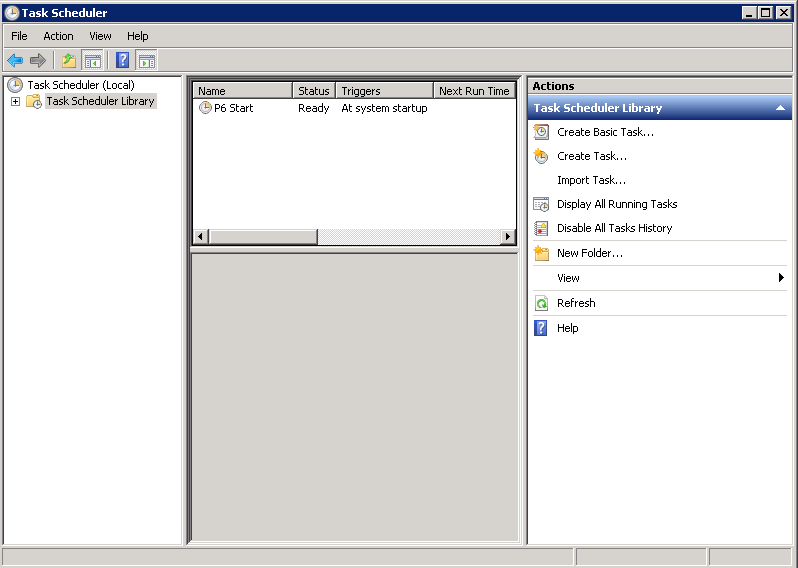 Task Scheduler
File Action View Help
Task Scheduler (Local)
Task Scheduler Library
Name Status Triggers Next Run Time
P6 Start Ready At system startup
Actions
Task Scheduler Library
Create Basic Task...
Create Task...
Import Task...
Display All Running Tasks
Disable All Tasks History
New Folder...
View
Refresh
Help